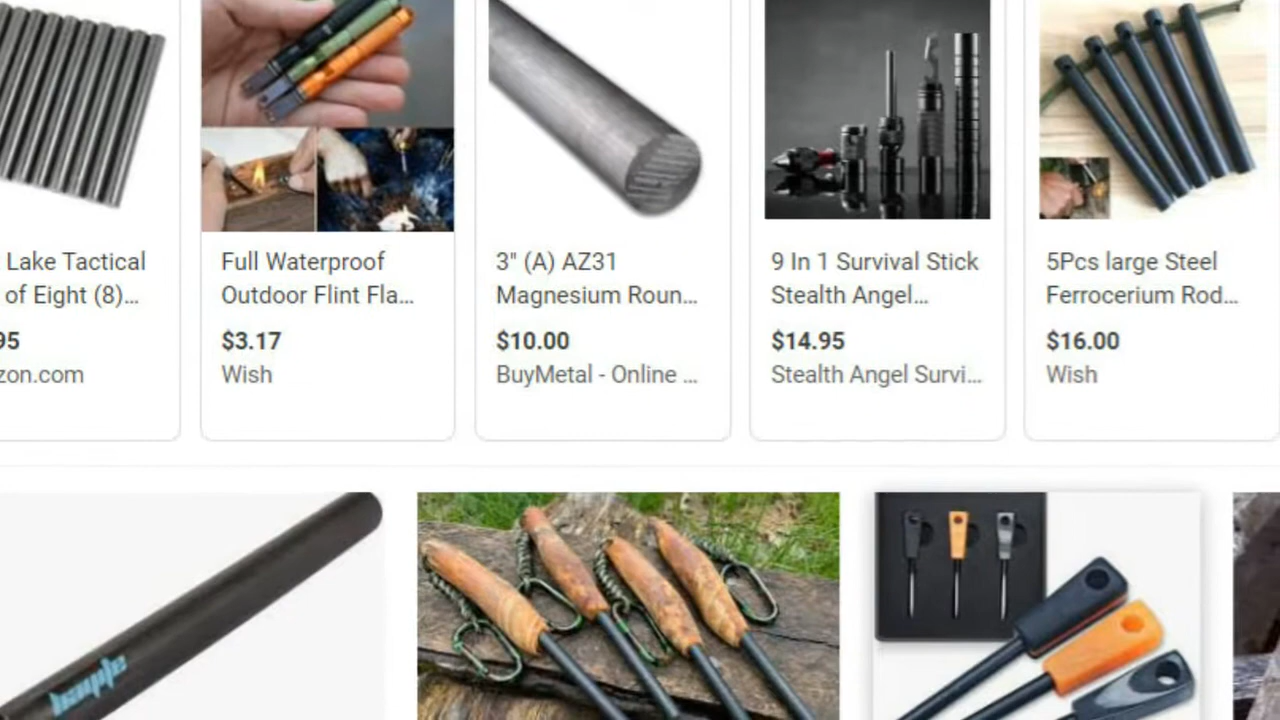 Lake Tactical
of Eight (8)...
95
zon.com
Full Waterproof
Outdoor Flint Fla...
$3.17
Wish
3" (A) AZ31
Magnesium Roun...
$10.00
BuyMetal - Online ...
9 In 1 Survival Stick
Stealth Angel...
$14.95
Stealth Angel Survi...
5Pcs large Steel
Ferrocerium Rod...
$16.00
Wish